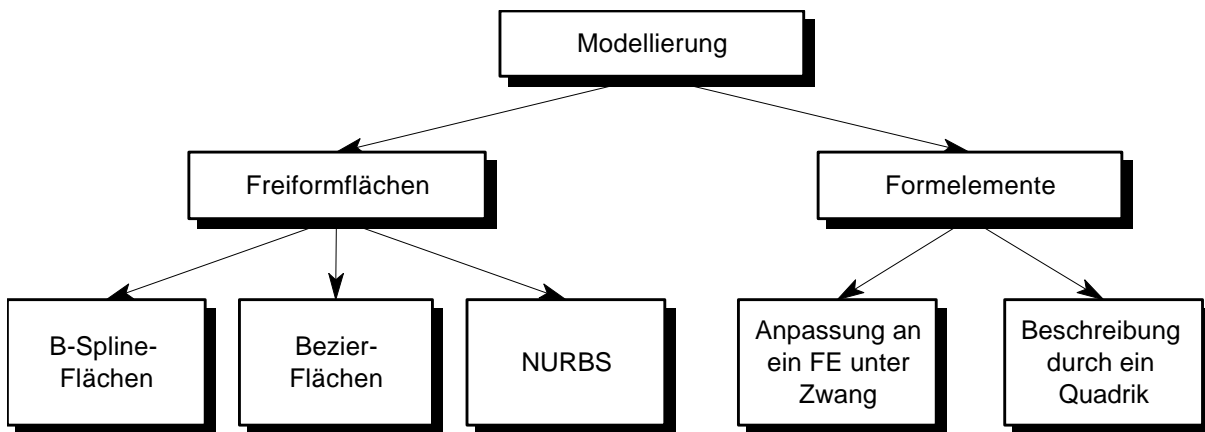 Modellierung
Freiformflächen
Formelemente
B-Spline-
Flächen
Bezier-
Flächen
NURBS
Anpassung an
ein FE unter
Zwang
Beschreibung
durch ein
Quadrik